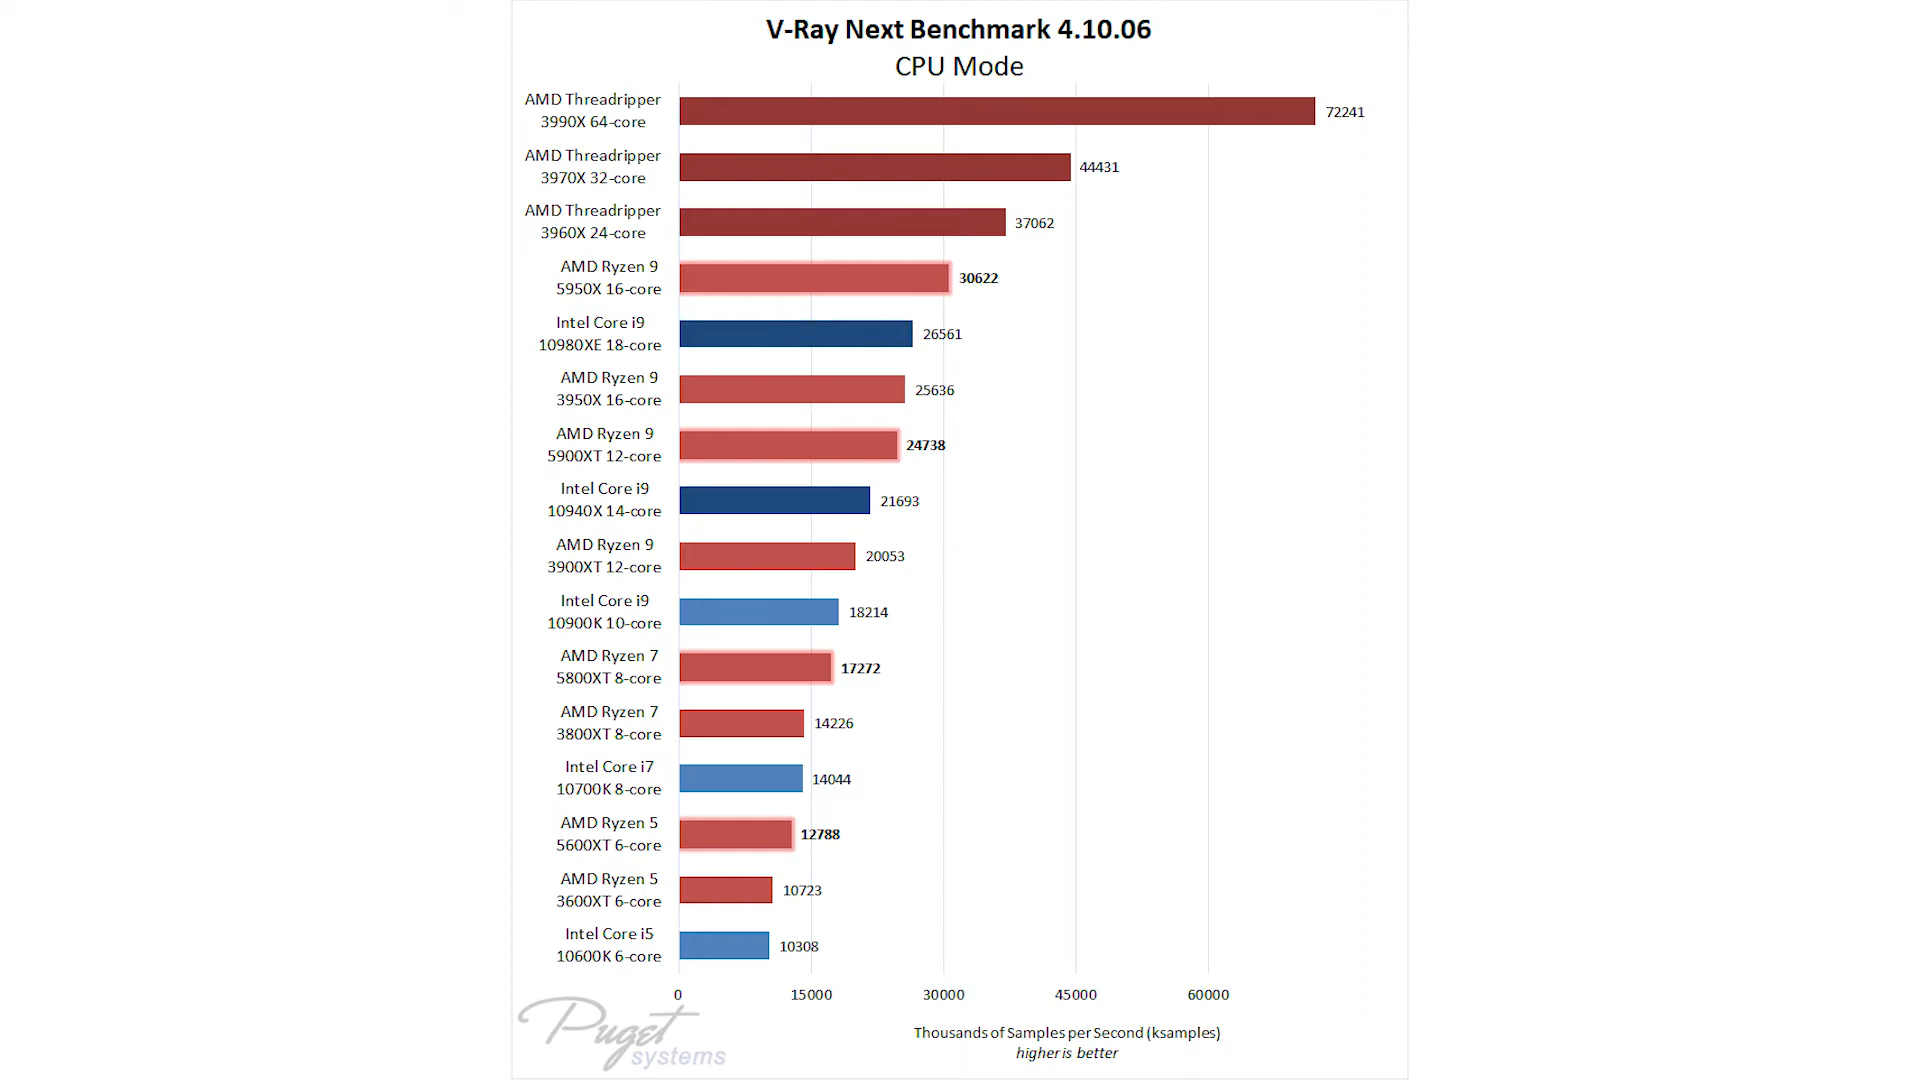 V-Ray Next Benchmark 4.10.06
CPU Mode
AMD Threadripper
3990X 64-core
72241
AMD Threadripper
3970X 32-core
44431
AMD Threadripper
3960X 24-core
37062
AMD Ryzen 9
5950X 16-core
30622
Intel Core i9
10980XE 18-core
26561
AMD Ryzen 9
3950X 16-core
25636
AMD Ryzen 9
5900XT 12-core
24738
Intel Core i9
10940X 14-core
21693
AMD Ryzen 9
3900XT 12-core
20053
Intel Core i9
10900K 10-core
18214
AMD Ryzen 7
5800XT 8-core
17272
AMD Ryzen 7
3800XT 8-core
14226
Intel Core i7
10700K 8-core
14044
AMD Ryzen 5
5600XT 6-core
12788
AMD Ryzen 5
3600XT 6-core
10723
Intel Core i5
10600K 6-core
10308
0 15000 30000 45000 60000
Thousands of Samples per Second (ksamples)
higher is better
Puget
systems